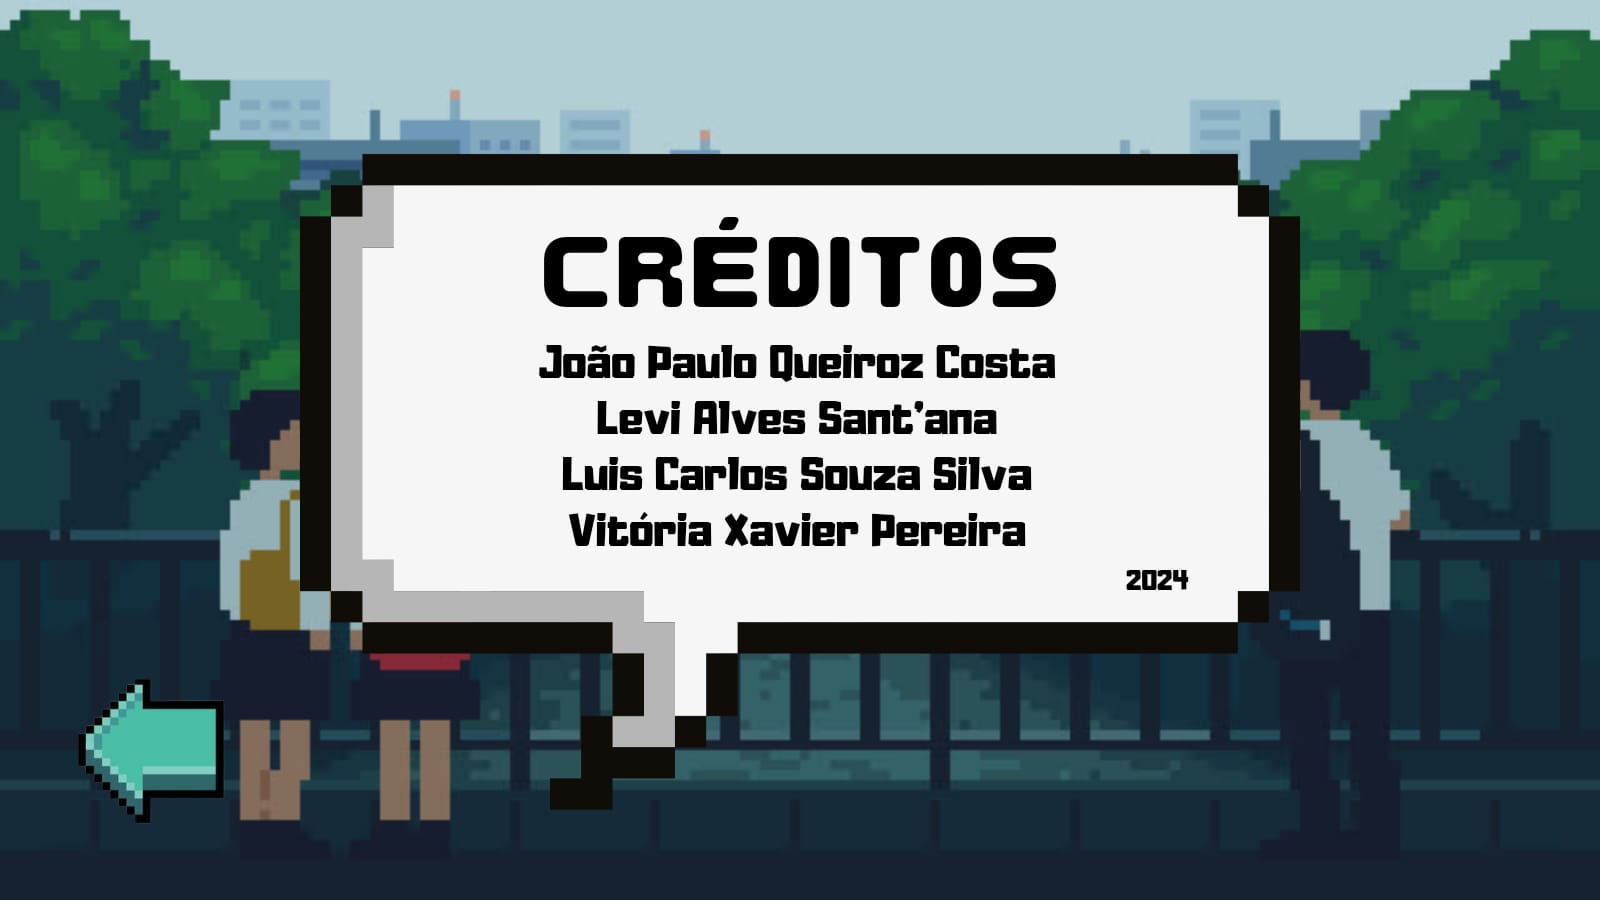 CRÉDITOS
João Paulo Queiroz Costa
Levi Alves Sant'ana
Luis Carlos Souza Silva
Vitória Xavier Pereira
2024